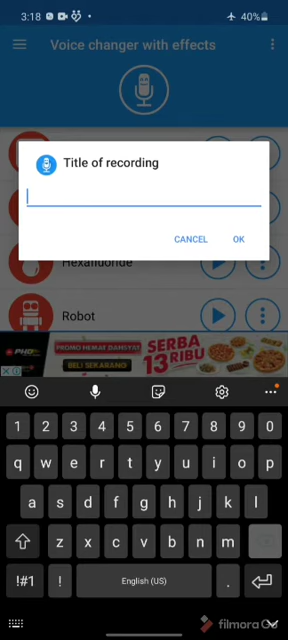 3:18
40%
Voice changer with effects
Title of recording
CANCEL OK
Hexafluoride
Robot
PHD
PROMO HEMAT DAHSYAT
BELI SEKARANG
SERBA
13 RIBU
1 2 3 4 5 6 7 8 9 0
q w e r t y u i o p
a s d f g h j k l
z x c v b n m
!#1 ! English (US) .
filmora